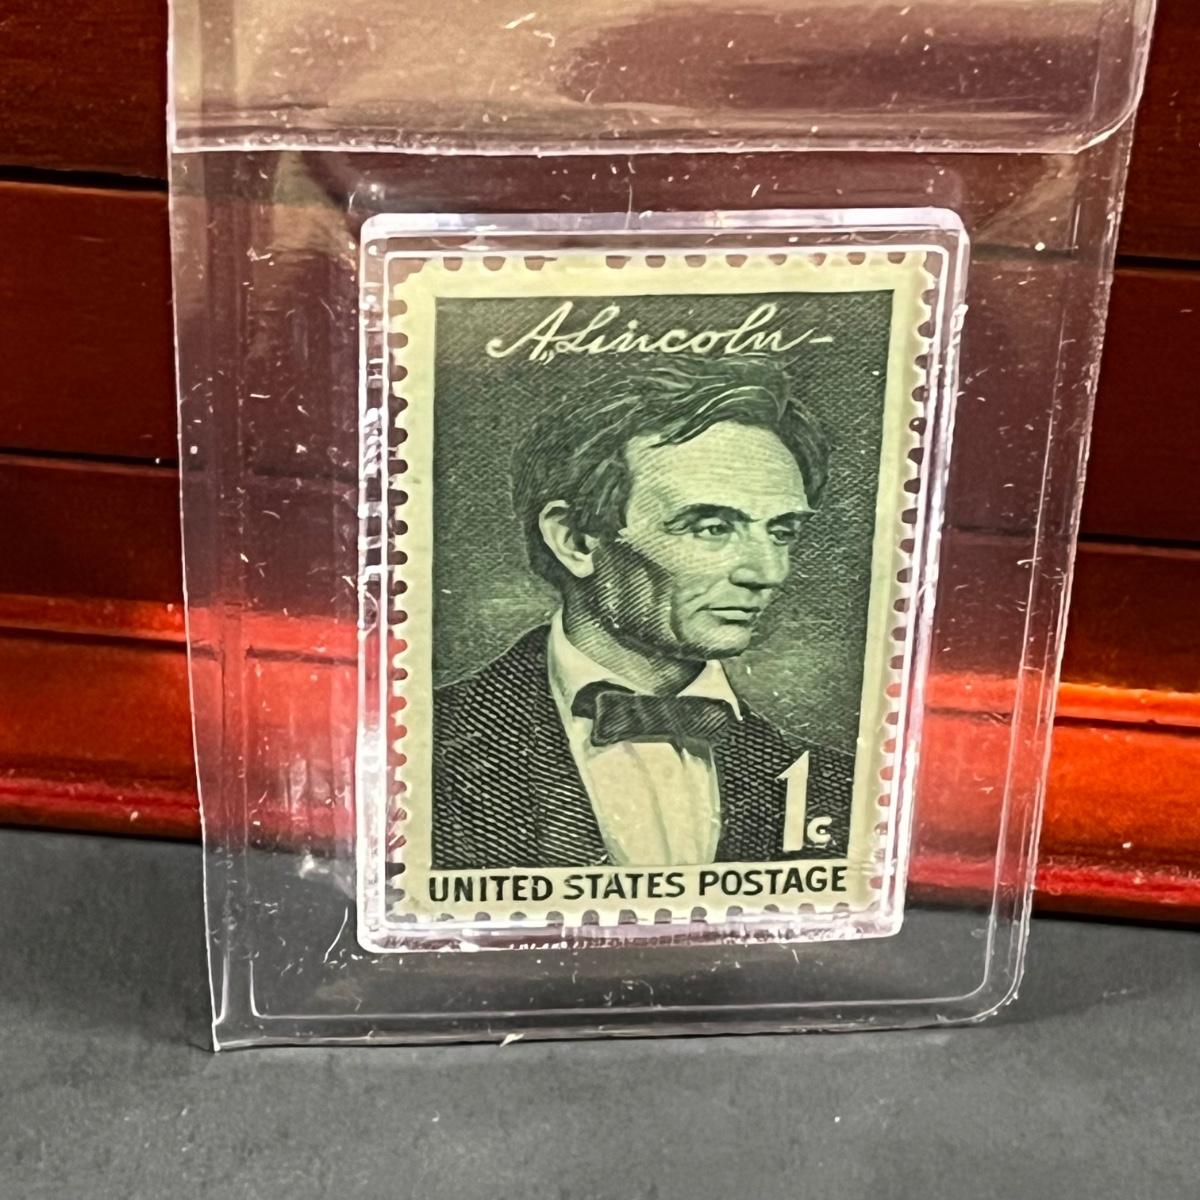 A. Lincoln-
1c
UNITED STATES POSTAGE